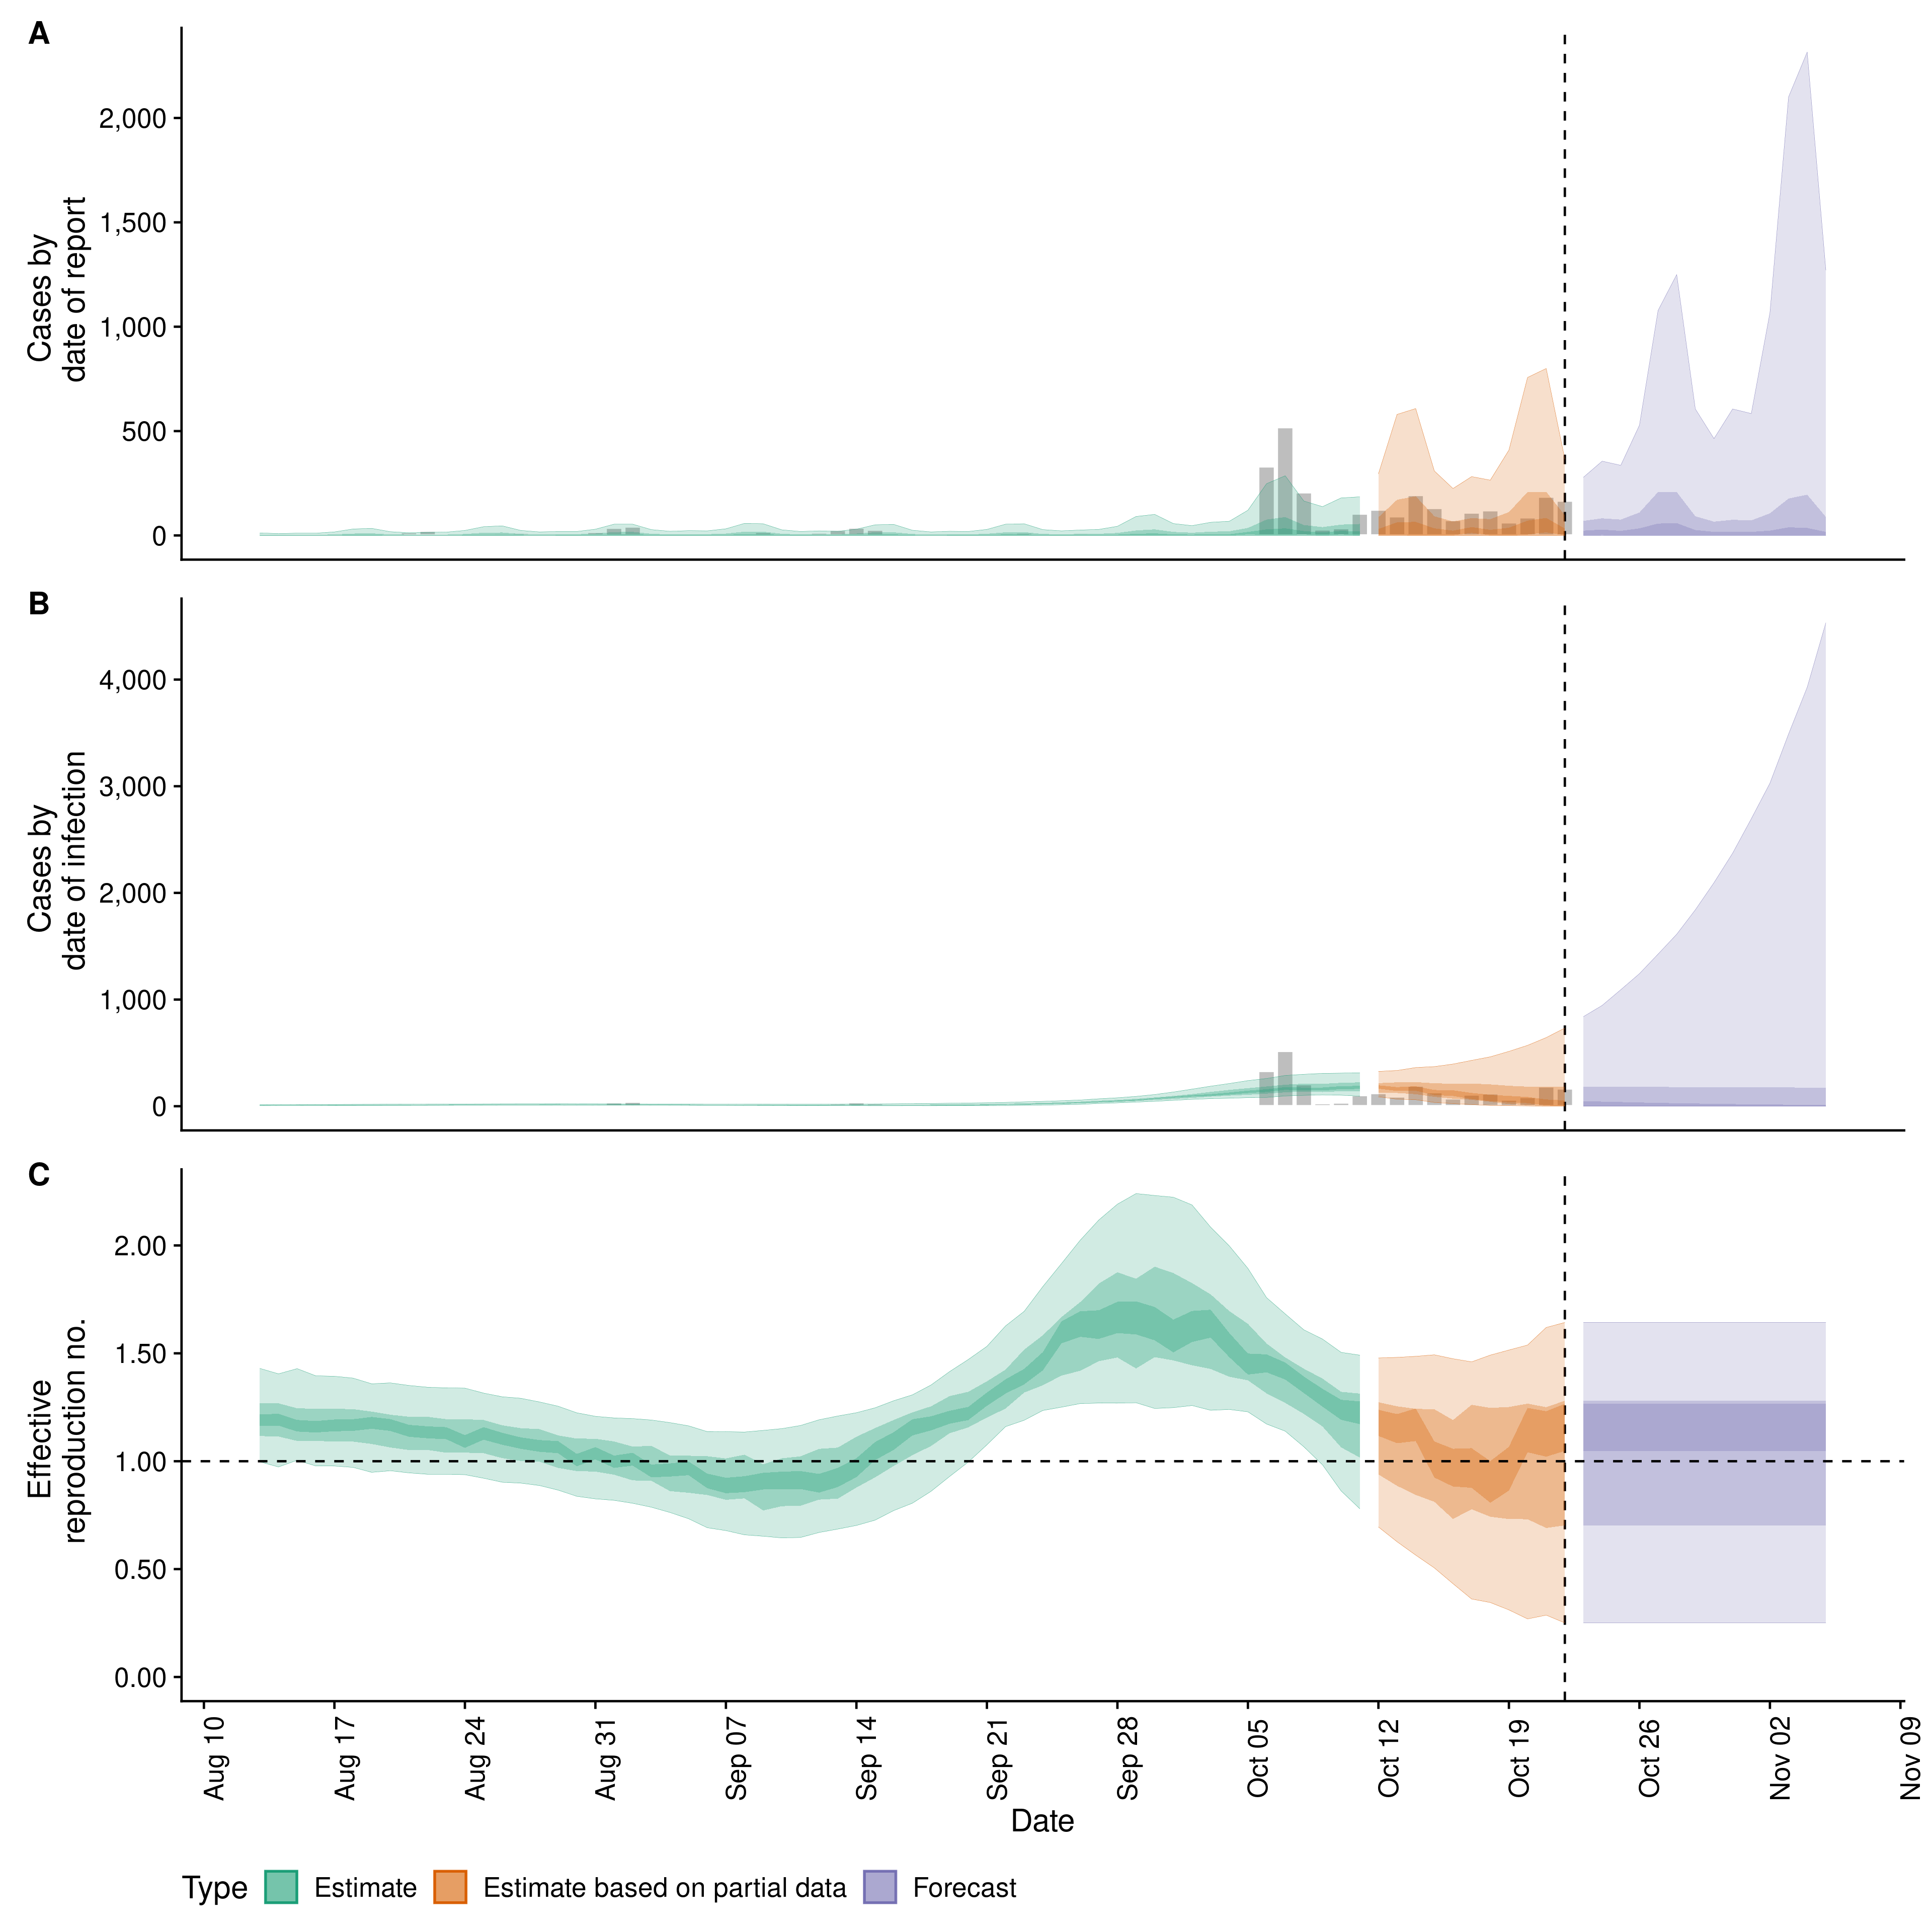 A
Cases by
date of report
2,000
1,500
1,000
500
0
B
Cases by
date of infection
4,000
3,000
2,000
1,000
0
C
Effective
reproduction no.
2.00
1.50
1.00
0.50
0.00
Aug 10
Aug 17
Aug 24
Aug 31
Sep 07
Sep 14
Sep 21
Sep 28
Oct 05
Oct 12
Oct 19
Oct 26
Nov 02
Nov 09
Date
Type
Estimate
Estimate based on partial data
Forecast